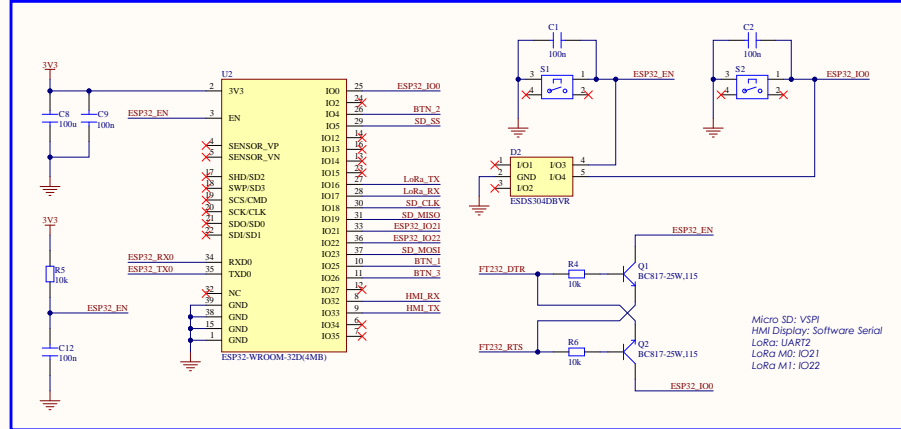 3V3
C8
100u
C9
100n
ESP32_EN
U2
2
3V3
3
EN
4
SENSOR_VP
5
SENSOR_VN
17
SHD/SD2
18
SWP/SD3
19
SCS/CMD
20
SCK/CLK
21
SDO/SD0
22
SDI/SD1
ESP32_RX0
34
RXD0
ESP32_TX0
35
TXD0
32
NC
39
GND
38
GND
15
GND
1
GND
IO0
25
ESP32_IO0
IO2
24
IO4
26
BTN_2
IO5
29
SD_SS
IO12
14
IO13
16
IO14
13
IO15
23
IO16
27
LoRa_TX
IO17
28
LoRa_RX
IO18
30
SD_CLK
IO19
31
SD_MISO
IO21
33
ESP32_IO21
IO22
36
ESP32_IO22
IO23
37
SD_MOSI
IO25
10
BTN_1
IO26
11
BTN_3
IO27
12
IO32
8
HMI_RX
IO33
9
HMI_TX
IO34
6
IO35
7
ESP32-WROOM-32D(4MB)
3V3
R5
10k
ESP32_EN
C12
100n
C1
100n
S1
3
1
4
2
ESP32_EN
C2
100n
S2
3
1
4
2
ESP32_IO0
D2
1
I/O1
2
GND
3
I/O2
I/O3
4
I/O4
5
ESDS304DBVR
ESP32_EN
FT232_DTR
R4
10k
Q1
BC817-25W,115
FT232_RTS
R6
10k
Q2
BC817-25W,115
ESP32_IO0
Micro SD: VSPI
HMI Display: Software Serial
LoRa: UART2
LoRa M0: IO21
LoRa M1: IO22